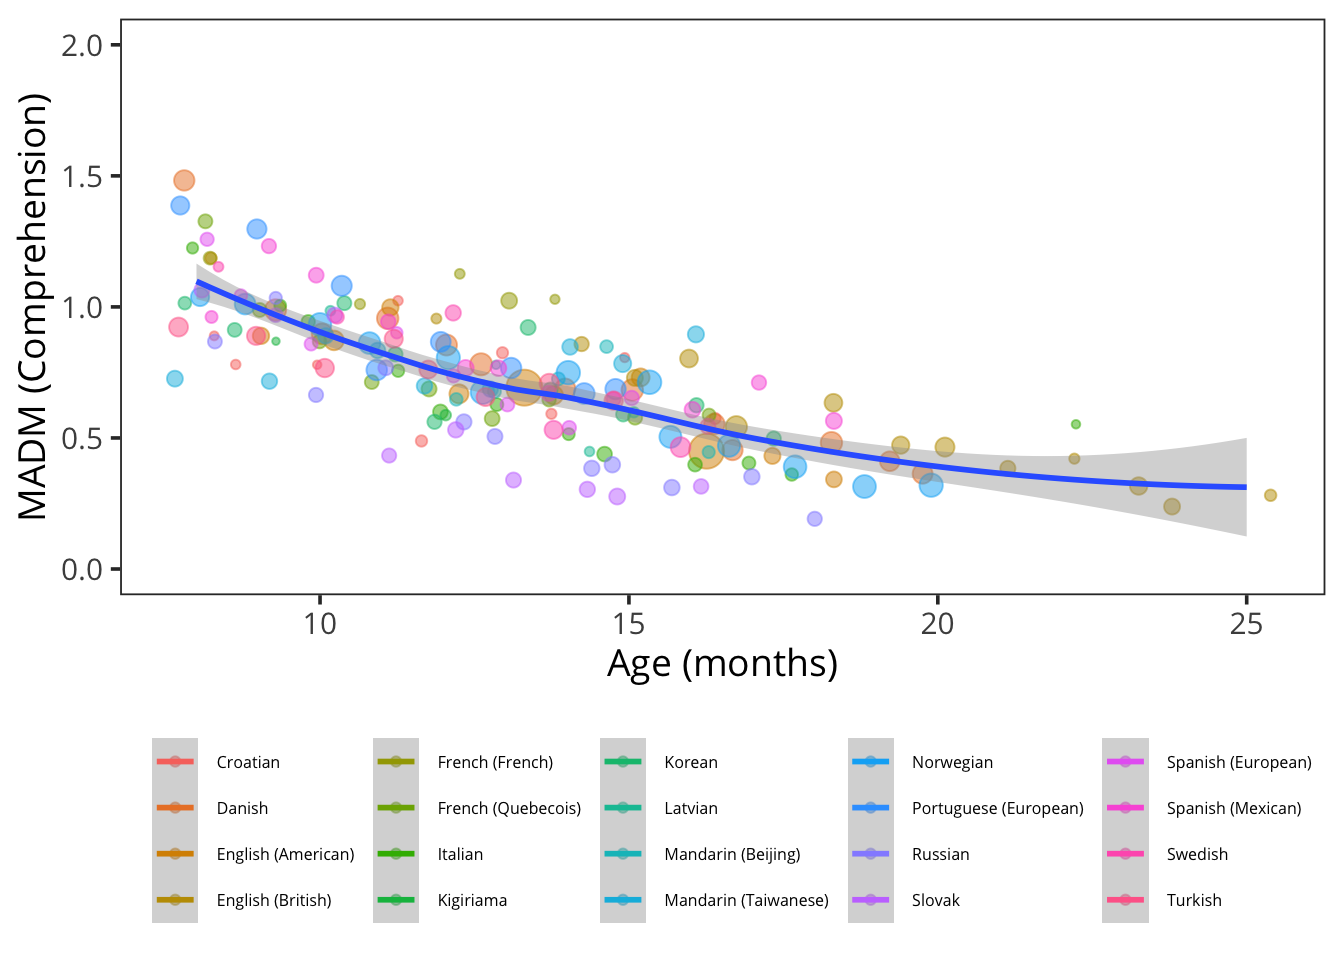 2.0
1.5
1.0
0.5
0.0
MADM (Comprehension)
10 15 20 25
Age (months)
Croatian French (French) Korean Norwegian Spanish (European)
Danish French (Quebecois) Latvian Portuguese (European) Spanish (Mexican)
English (American) Italian Mandarin (Beijing) Russian Swedish
English (British) Kigiriama Mandarin (Taiwanese) Slovak Turkish